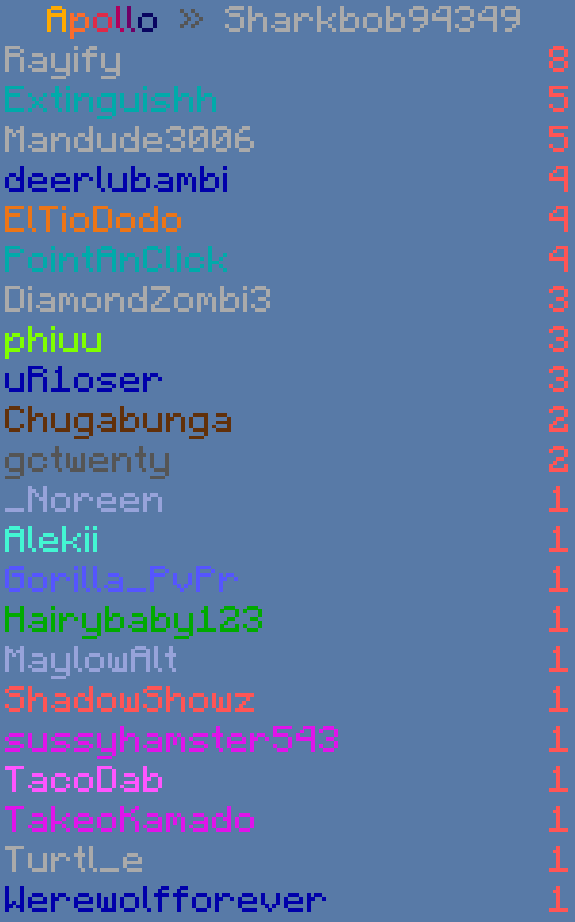 Apollo » Sharkbob94349
Rayify 8
Extinguishh 5
Mandude3006 5
deerlubambi 4
ElTioDodo 4
PointAnClick 4
DiamondZombi3 3
phiuu 3
uR1oser 3
Chugabunga 2
gctwenty 2
_Noreen 1
Alekii 1
Gorilla_PvPr 1
Hairybaby123 1
MaylowAlt 1
ShadowShowz 1
sussyhamster543 1
TacoDab 1
TakeoKamado 1
Turtl_e 1
Werewolfforever 1